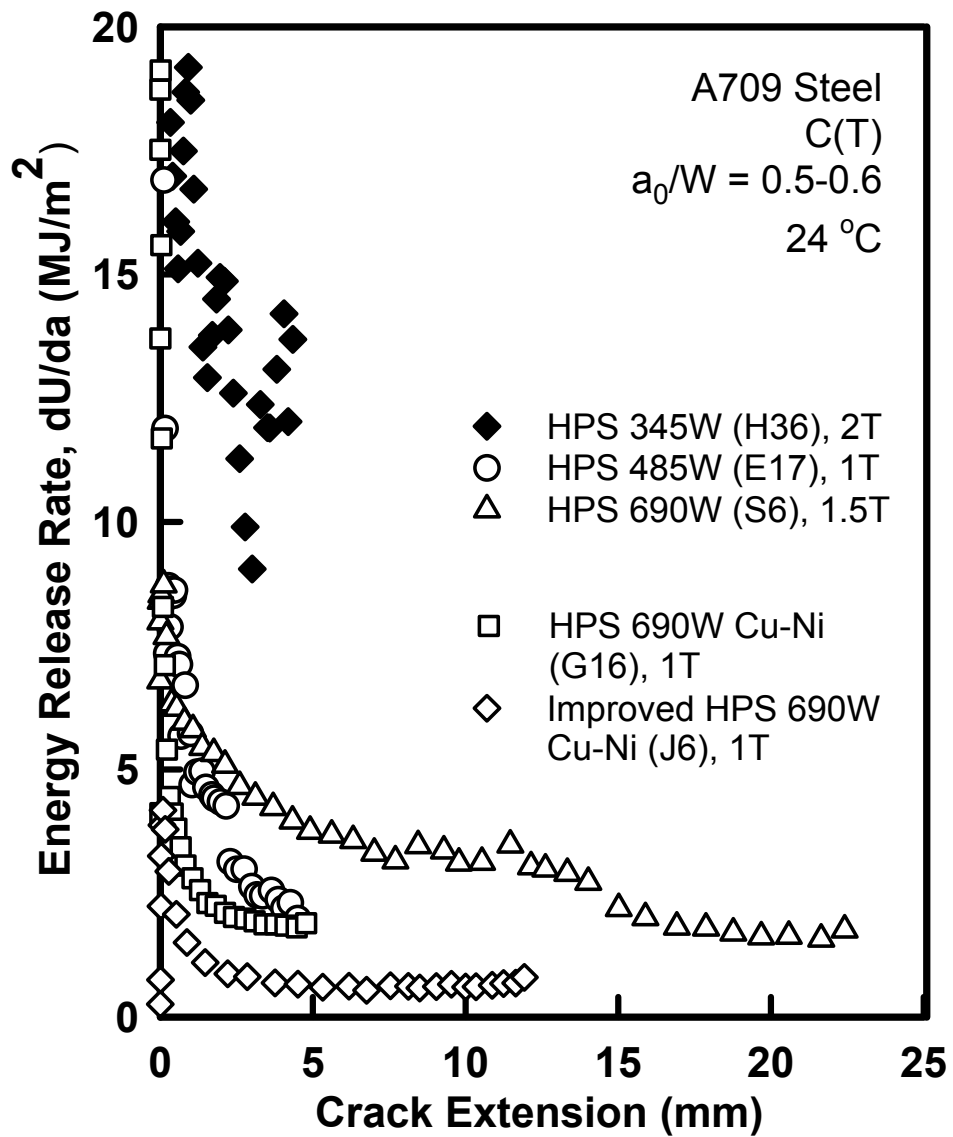 20
15
10
5
0
Energy Release Rate, dU/da (MJ/m²)
A709 Steel
C(T)
a₀/W = 0.5-0.6
24 °C
HPS 345W (H36), 2T
HPS 485W (E17), 1T
HPS 690W (S6), 1.5T
HPS 690W Cu-Ni
(G16), 1T
Improved HPS 690W
Cu-Ni (J6), 1T
0 5 10 15 20 25
Crack Extension (mm)